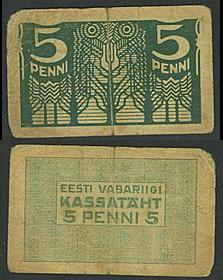 5 5
PENNI PENNI
EESTI VABARIIGI
KASSATÄHT
5 PENNI 5